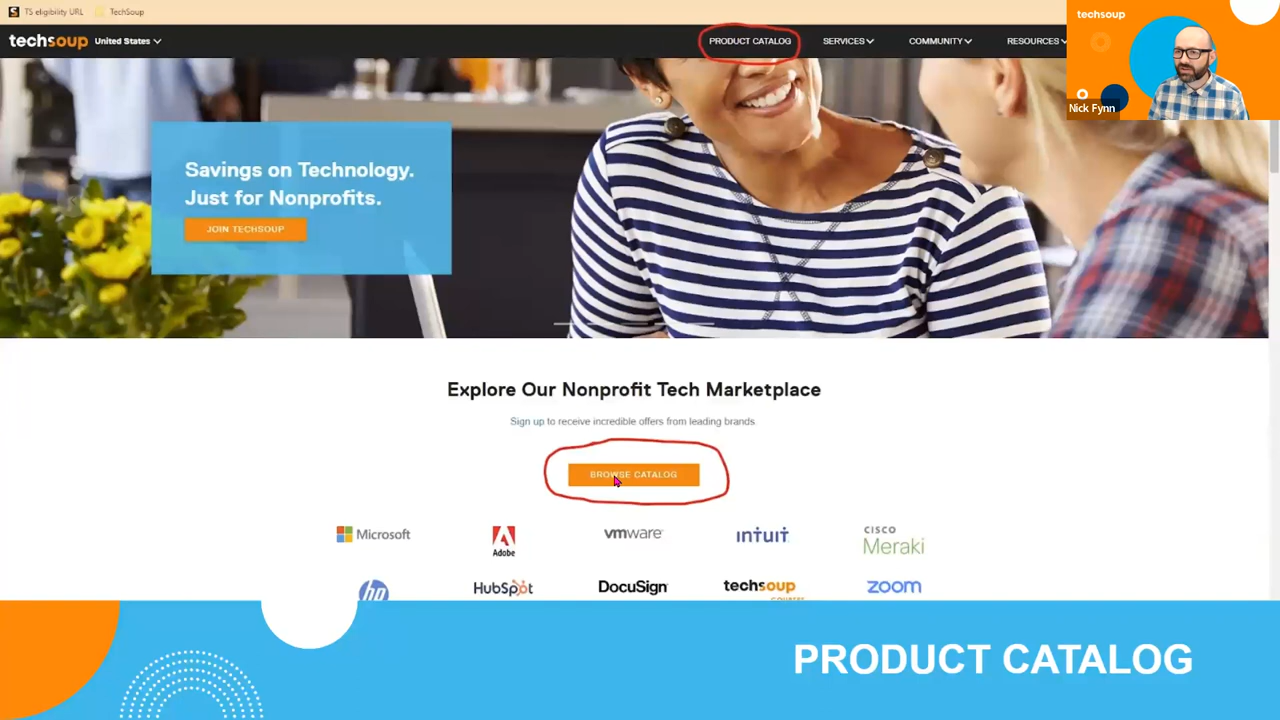 TS eligibility URL TechSoup
techsoup United States PRODUCT CATALOG SERVICES COMMUNITY RESOURCES
techsoup
Nick Fynn
Savings on Technology.
Just for Nonprofits.
JOIN TECHSOUP
Explore Our Nonprofit Tech Marketplace
Sign up to receive incredible offers from leading brands
BROWSE CATALOG
Microsoft Adobe vmware intuit CISCO Meraki
hp HubSpot DocuSign techsoup zoom
PRODUCT CATALOG